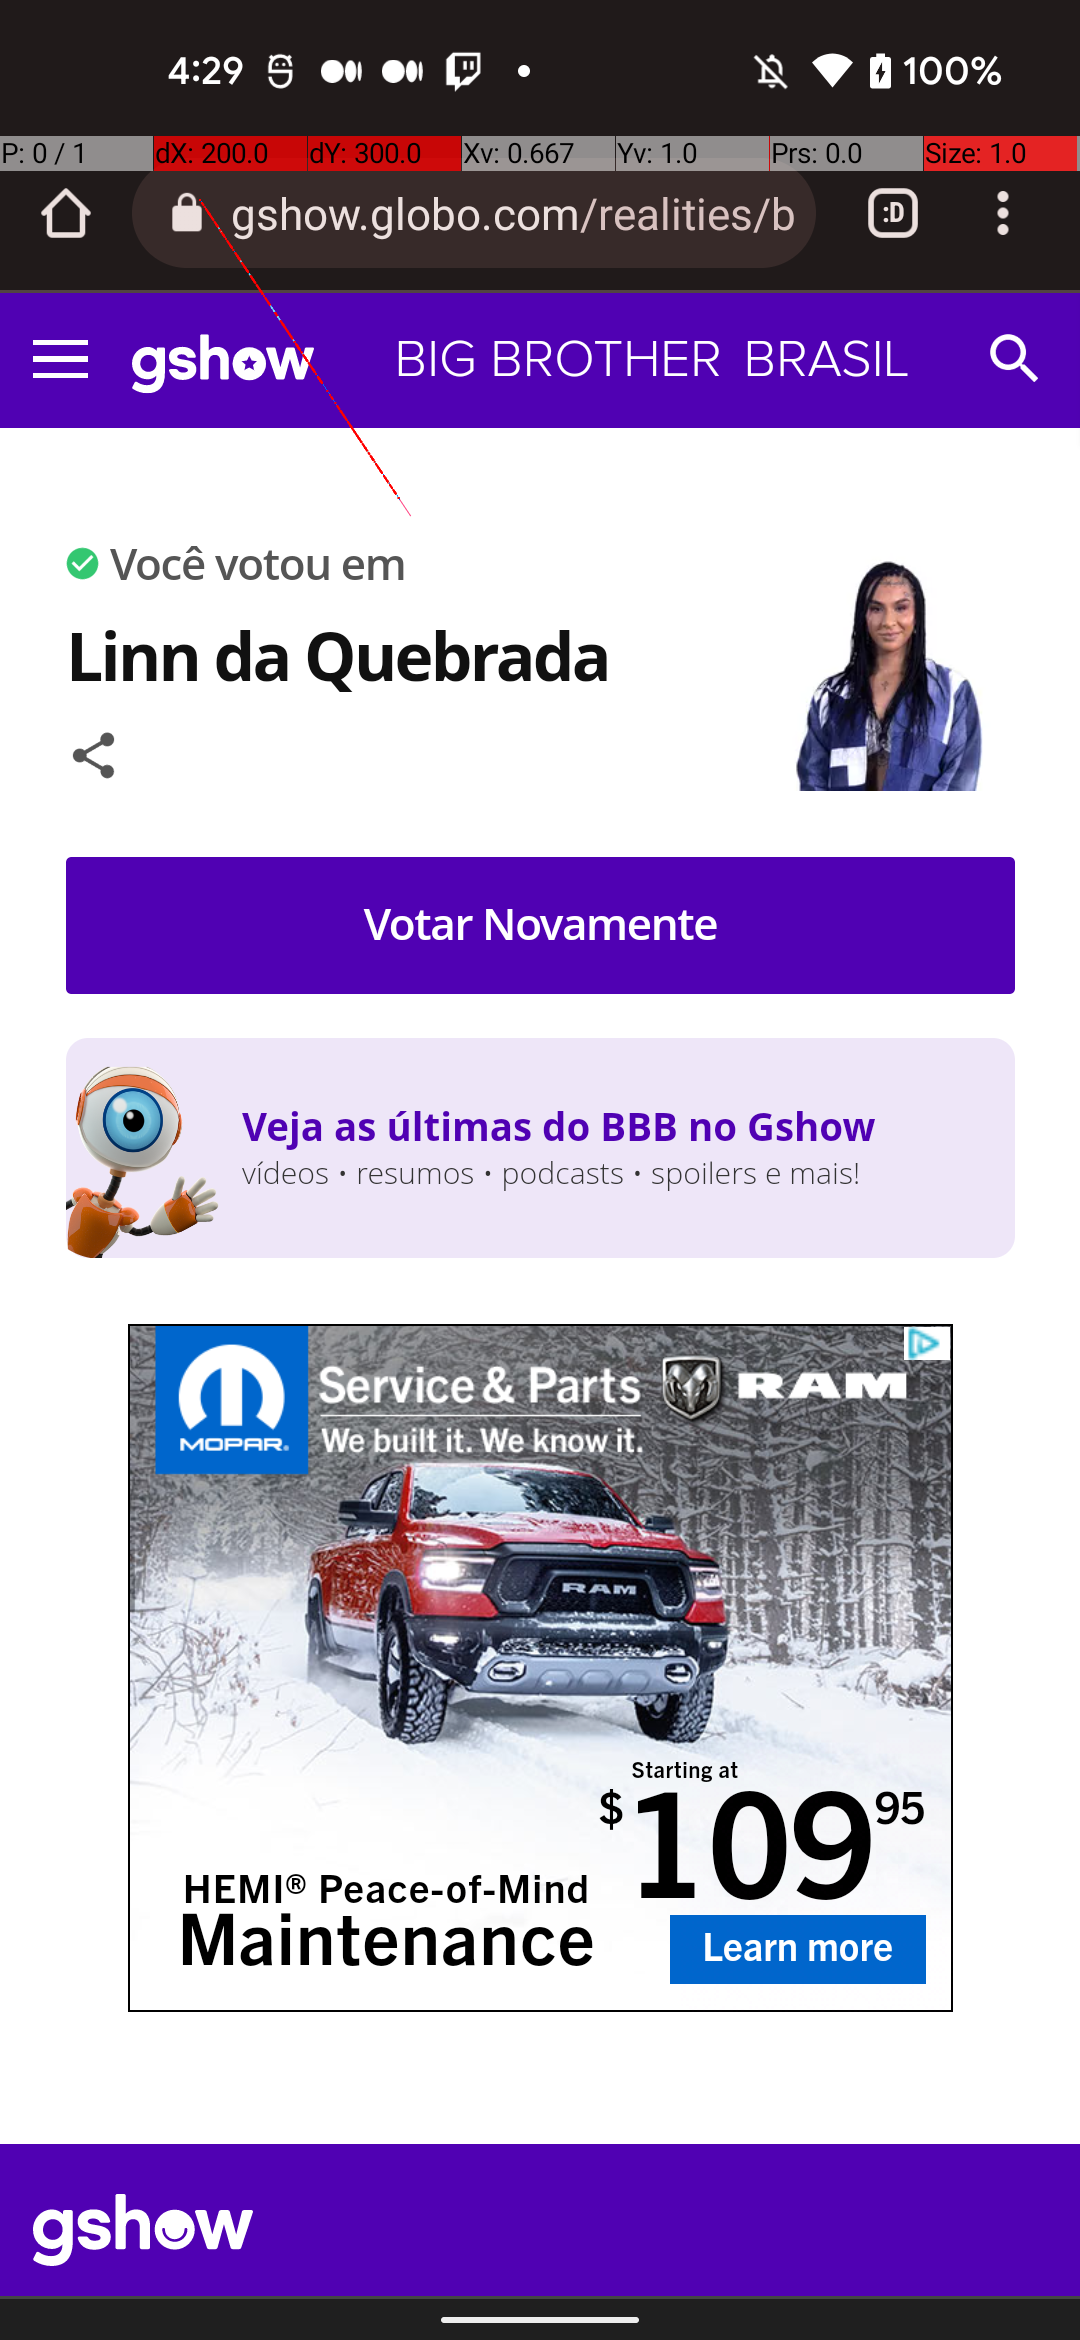 4:29
100%
P: 0 / 1
dX: 200.0
dY: 300.0
Xv: 0.667
Yv: 1.0
Prs: 0.0
Size: 1.0
gshow.globo.com/realities/b
:D
gshow
BIG BROTHER BRASIL
Você votou em
Linn da Quebrada
Votar Novamente
Veja as últimas do BBB no Gshow
vídeos • resumos • podcasts • spoilers e mais!
MOPAR®
Service & Parts
We built it. We know it.
RAM
RAM
Starting at
$109 95
HEMI® Peace-of-Mind
Maintenance
Learn more
gshow